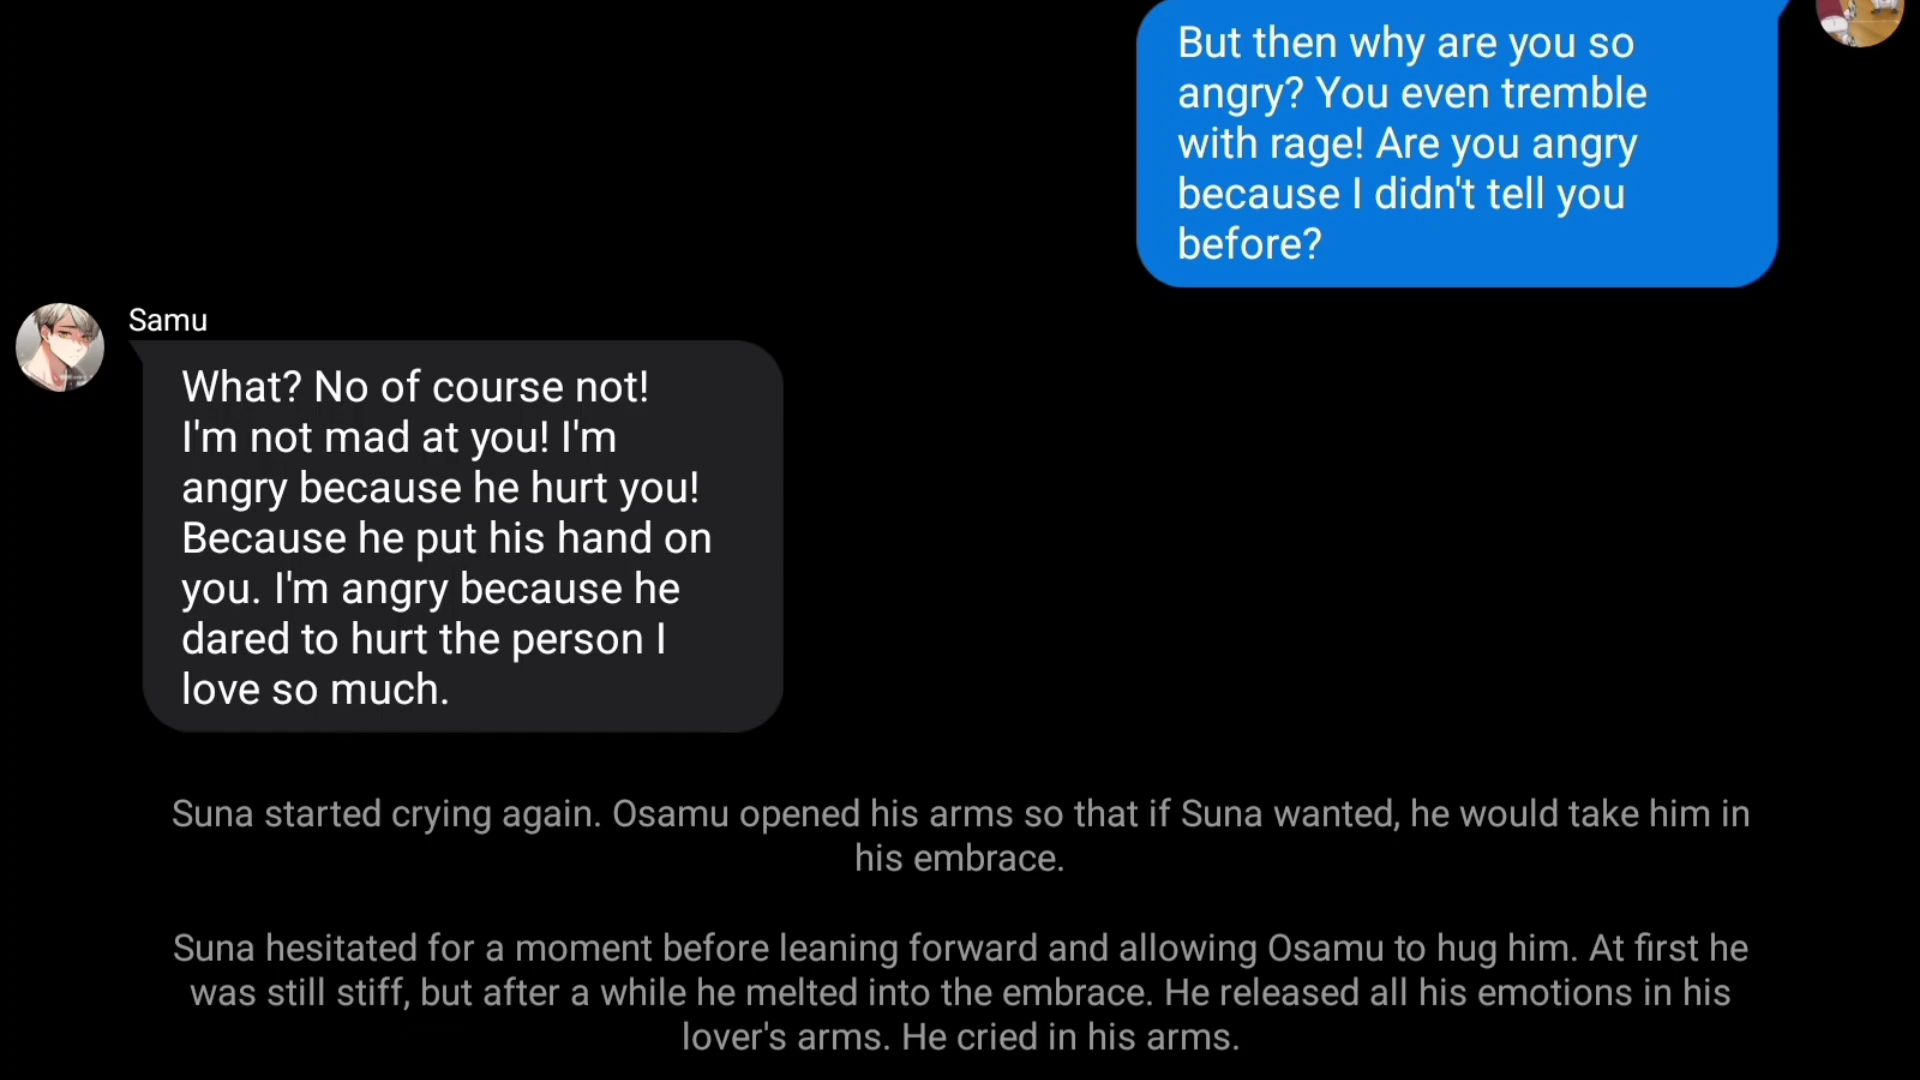 But then why are you so
angry? You even tremble
with rage! Are you angry
because I didn't tell you
before?
Samu
What? No of course not!
I'm not mad at you! I'm
angry because he hurt you!
Because he put his hand on
you. I'm angry because he
dared to hurt the person I
love so much.
Suna started crying again. Osamu opened his arms so that if Suna wanted, he would take him in
his embrace.
Suna hesitated for a moment before leaning forward and allowing Osamu to hug him. At first he
was still stiff, but after a while he melted into the embrace. He released all his emotions in his
lover's arms. He cried in his arms.